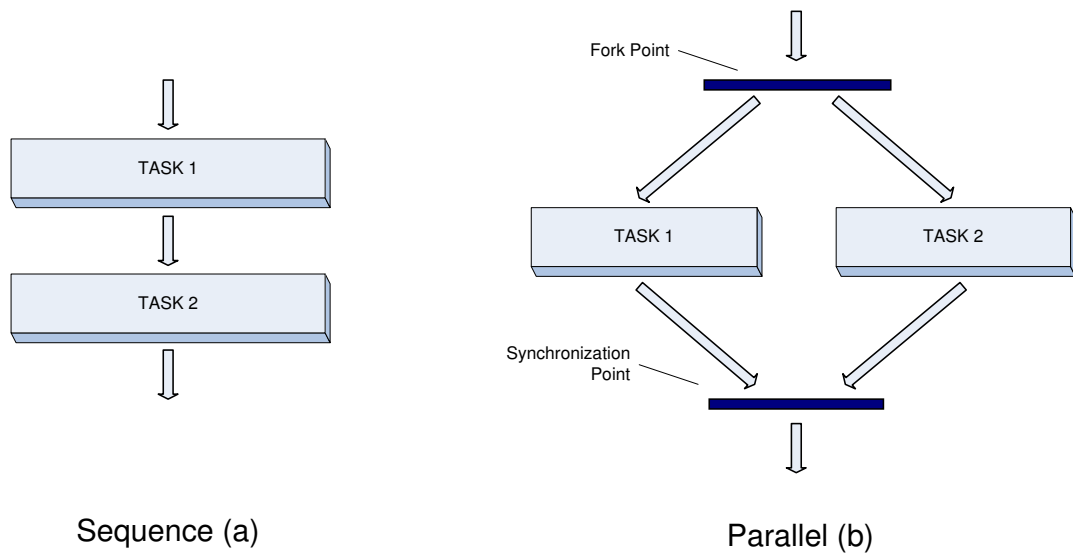 TASK 1
TASK 2
Sequence (a)
Fork Point
TASK 1
TASK 2
Synchronization
Point
Parallel (b)